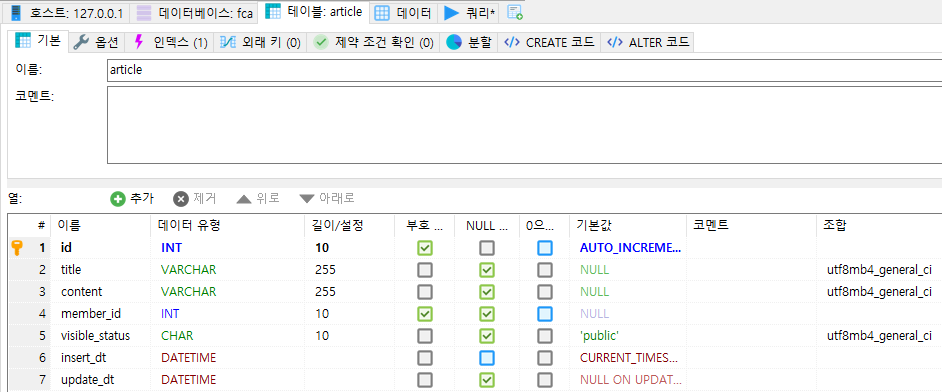 호스트: 127.0.0.1 데이터베이스: fca 테이블: article 데이터 쿼리*
기본 옵션 인덱스 (1) 외래 키 (0) 제약 조건 확인 (0) 분할 CREATE 코드 ALTER 코드
이름: article
코멘트:
열: 추가 제거 위로 아래로
# 이름 데이터 유형 길이/설정 부호 ... NULL ... 0으... 기본값 코멘트 조합
1 id INT 10 AUTO_INCREME...
2 title VARCHAR 255 NULL utf8mb4_general_ci
3 content VARCHAR 255 NULL utf8mb4_general_ci
4 member_id INT 10 NULL
5 visible_status CHAR 10 'public' utf8mb4_general_ci
6 insert_dt DATETIME CURRENT_TIMES...
7 update_dt DATETIME NULL ON UPDAT...